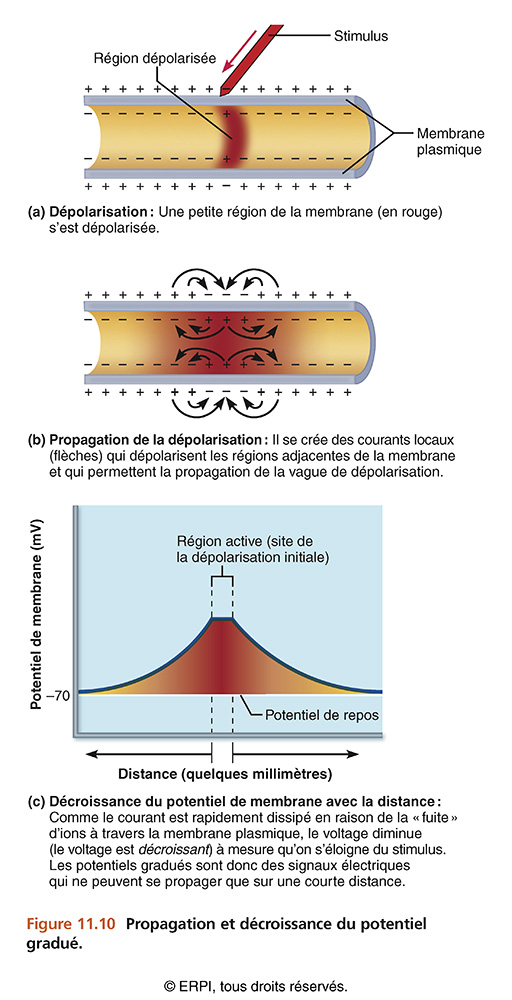 Stimulus
Région dépolarisée
+ + + + + + + + + + + + − + + + + + + + + + + +
Membrane
plasmique
(a) Dépolarisation : Une petite région de la membrane (en rouge)
s’est dépolarisée.
(b) Propagation de la dépolarisation : Il se crée des courants locaux
(flèches) qui dépolarisent les régions adjacentes de la membrane
et qui permettent la propagation de la vague de dépolarisation.
Potentiel de membrane (mV)
Région active (site de
la dépolarisation initiale)
–70
Potentiel de repos
Distance (quelques millimètres)
(c) Décroissance du potentiel de membrane avec la distance :
Comme le courant est rapidement dissipé en raison de la « fuite »
d’ions à travers la membrane plasmique, le voltage diminue
(le voltage est décroissant) à mesure qu’on s’éloigne du stimulus.
Les potentiels gradués sont donc des signaux électriques
qui ne peuvent se propager que sur une courte distance.
Figure 11.10 Propagation et décroissance du potentiel
gradué.
© ERPI, tous droits réservés.